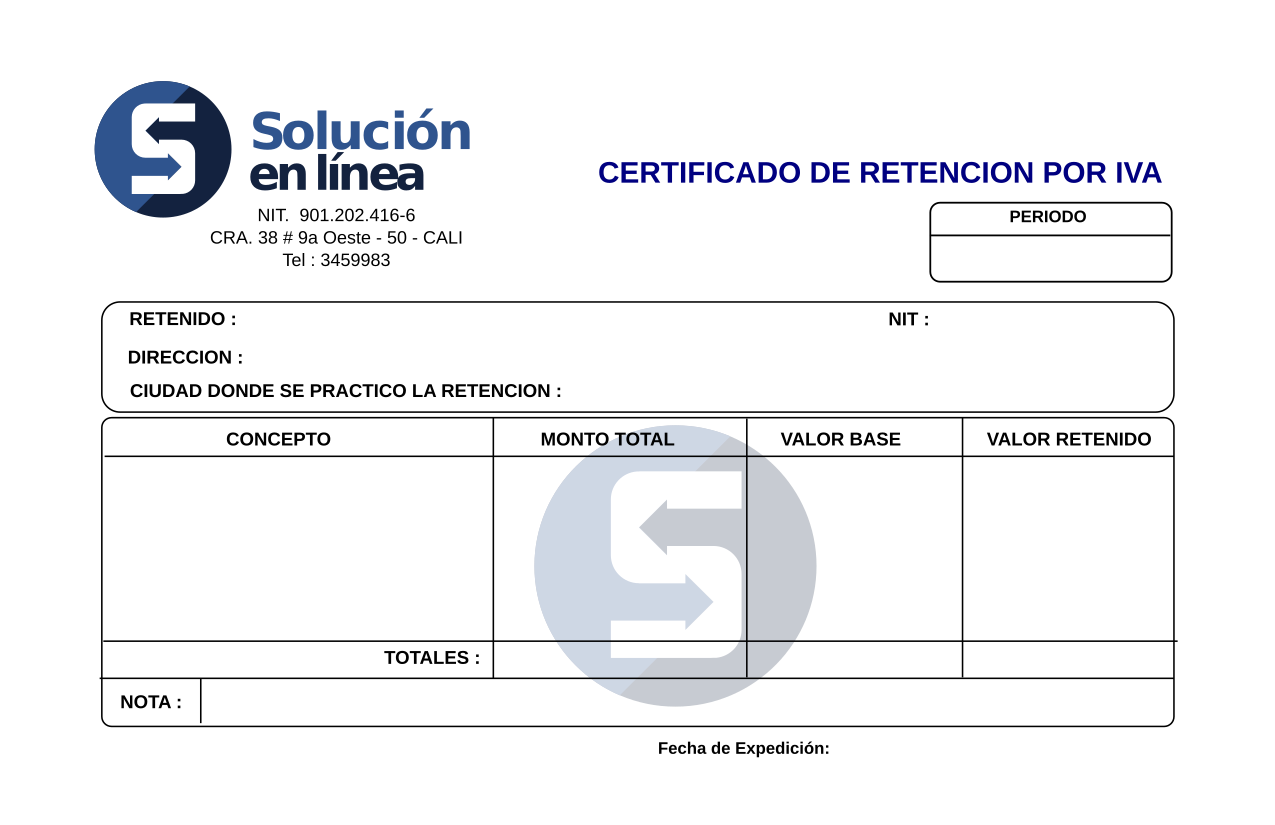 Solución
en línea
CERTIFICADO DE RETENCION POR IVA
NIT.  901.202.416-6
CRA. 38 # 9a Oeste - 50 - CALI
Tel : 3459983
PERIODO
RETENIDO : NIT :
DIRECCION :
CIUDAD DONDE SE PRACTICO LA RETENCION :
CONCEPTO MONTO TOTAL VALOR BASE VALOR RETENIDO
TOTALES :
NOTA :
Fecha de Expedición: